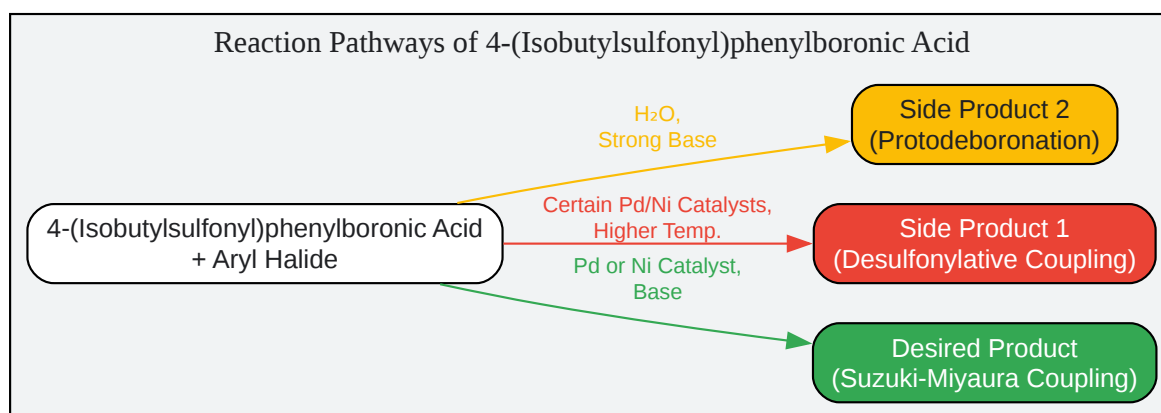 Reaction Pathways of 4-(Isobutylsulfonyl)phenylboronic Acid
H₂O,
Strong Base
Side Product 2
(Protodeboronation)
4-(Isobutylsulfonyl)phenylboronic Acid
+ Aryl Halide
Certain Pd/Ni Catalysts,
Higher Temp.
Side Product 1
(Desulfonylative Coupling)
Pd or Ni Catalyst,
Base
Desired Product
(Suzuki-Miyaura Coupling)